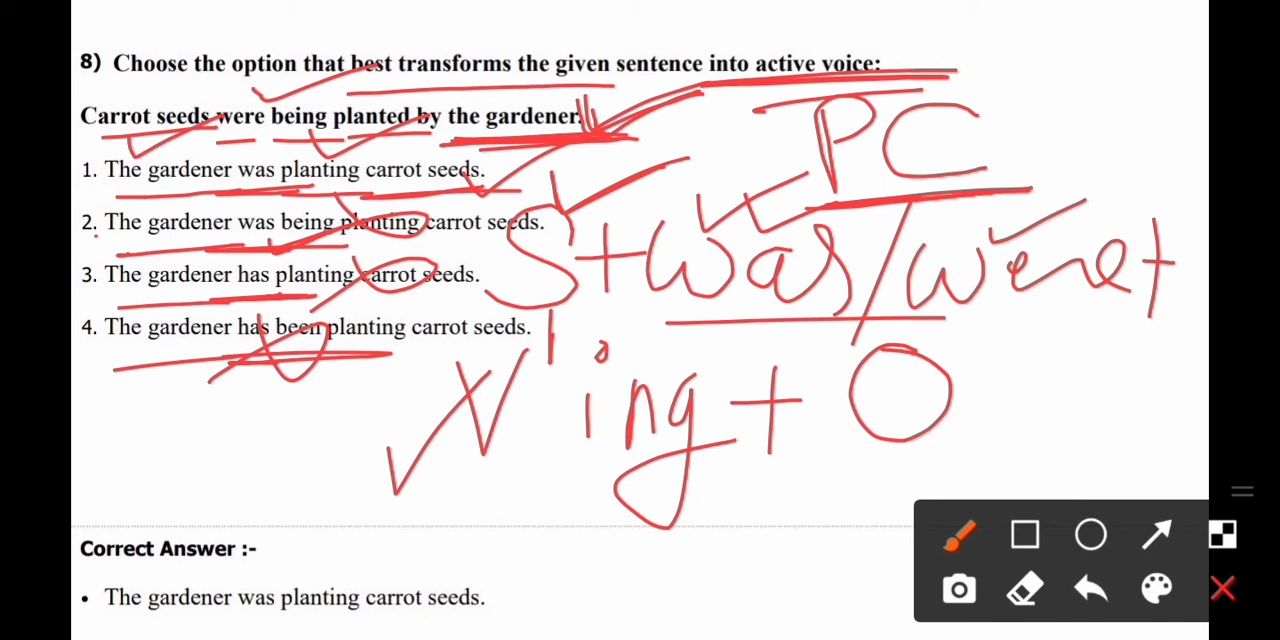 8) Choose the option that best transforms the given sentence into active voice:
Carrot seeds were being planted by the gardener.
1. The gardener was planting carrot seeds.
2. The gardener was being planting carrot seeds.
3. The gardener has planting carrot seeds.
4. The gardener has been planting carrot seeds.
PC
S+was/were+
V'ing+O
Correct Answer :-
• The gardener was planting carrot seeds.